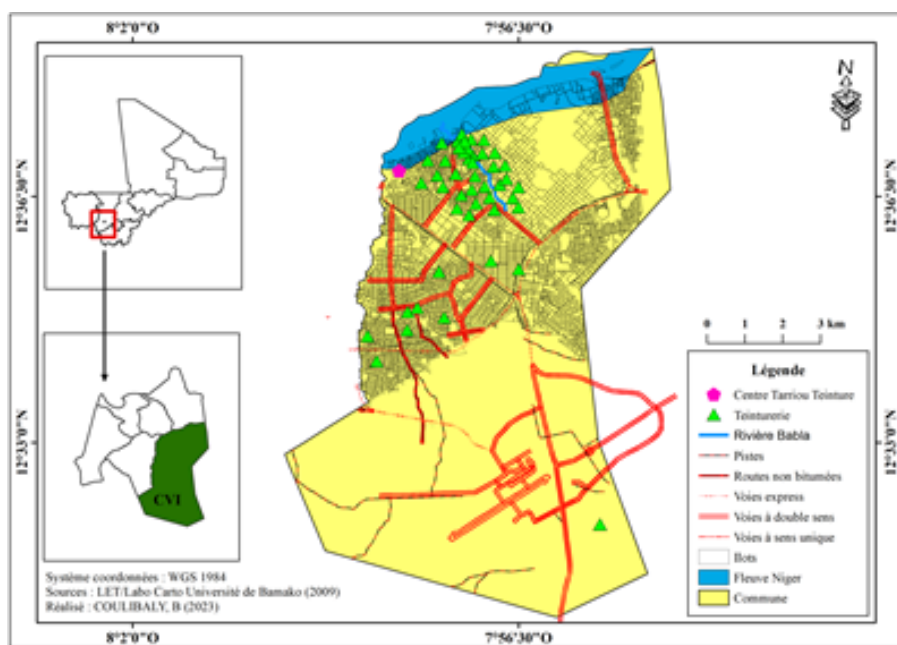 8°2'0"O
7°56'30"O
N
12°36'30"N
12°36'30"N
0 1 2 3 km
Légende
Centre Tarriou Teinture
Teinturerie
Rivière Babla
Pistes
Routes non bitumées
Voies express
Voies à double sens
Voies à sens unique
Ilots
Fleuve Niger
Commune
12°33'0"N
12°33'0"N
CVI
Système coordonnées : WGS 1984
Sources : LET/Labo Carto Université de Bamako (2009)
Réalisé : COULIBALY, B (2023)
8°2'0"O
7°56'30"O